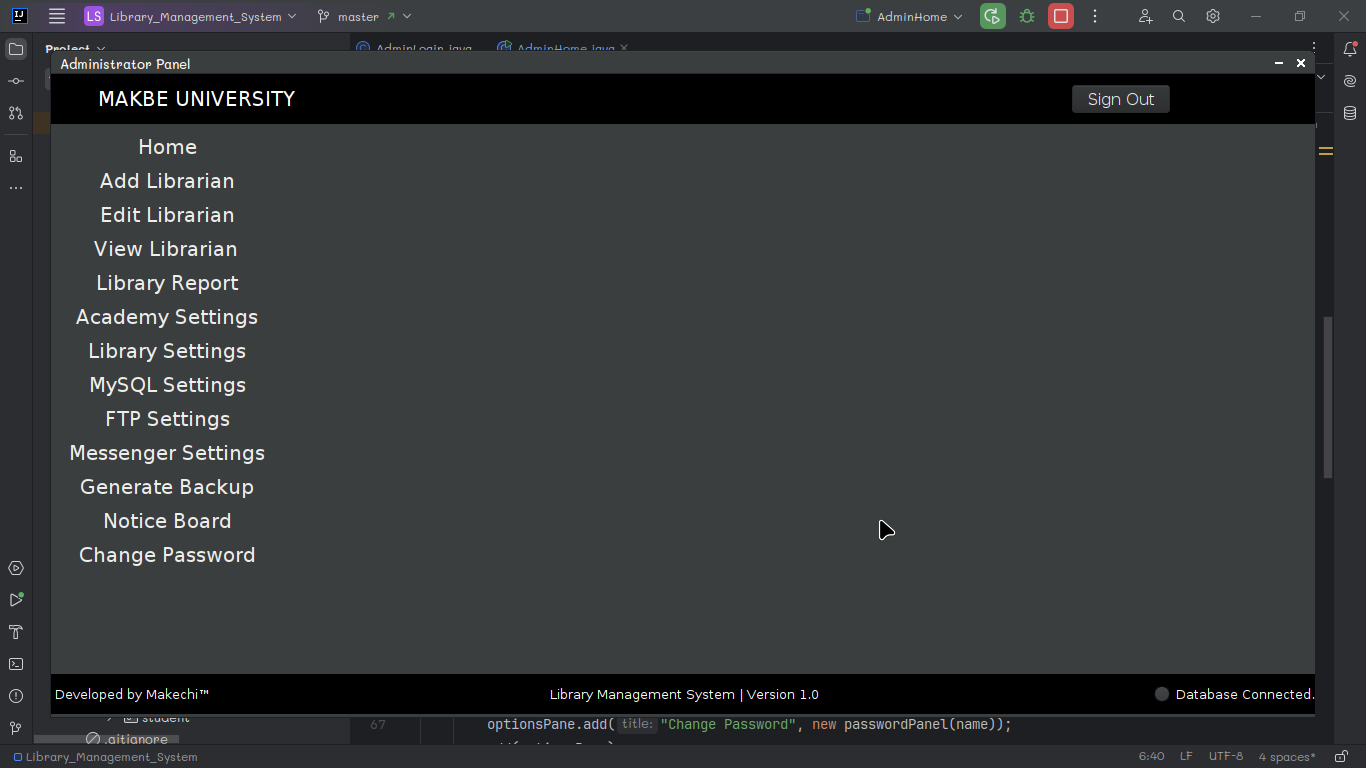 LS Library_Management_System master AdminHome
Project AdminLogin.java AdminHome.java
Administrator Panel
MAKBE UNIVERSITY Sign Out
Home
Add Librarian
Edit Librarian
View Librarian
Library Report
Academy Settings
Library Settings
MySQL Settings
FTP Settings
Messenger Settings
Generate Backup
Notice Board
Change Password
Developed by Makechi™ Library Management System | Version 1.0 Database Connected.
student 67 optionsPane.add( title: "Change Password", new passwordPanel(name));
.gitignore
Library_Management_System 6:40 LF UTF-8 4 spaces*